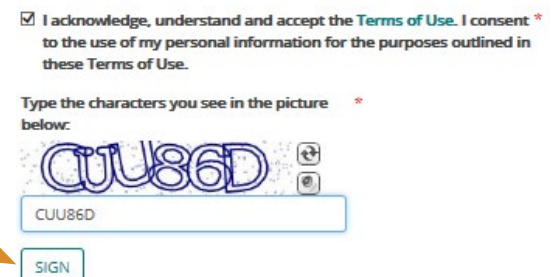 I acknowledge, understand and accept the Terms of Use. I consent *
to the use of my personal information for the purposes outlined in
these Terms of Use.
Type the characters you see in the picture *
below:
CUU86D
CUU86D
SIGN